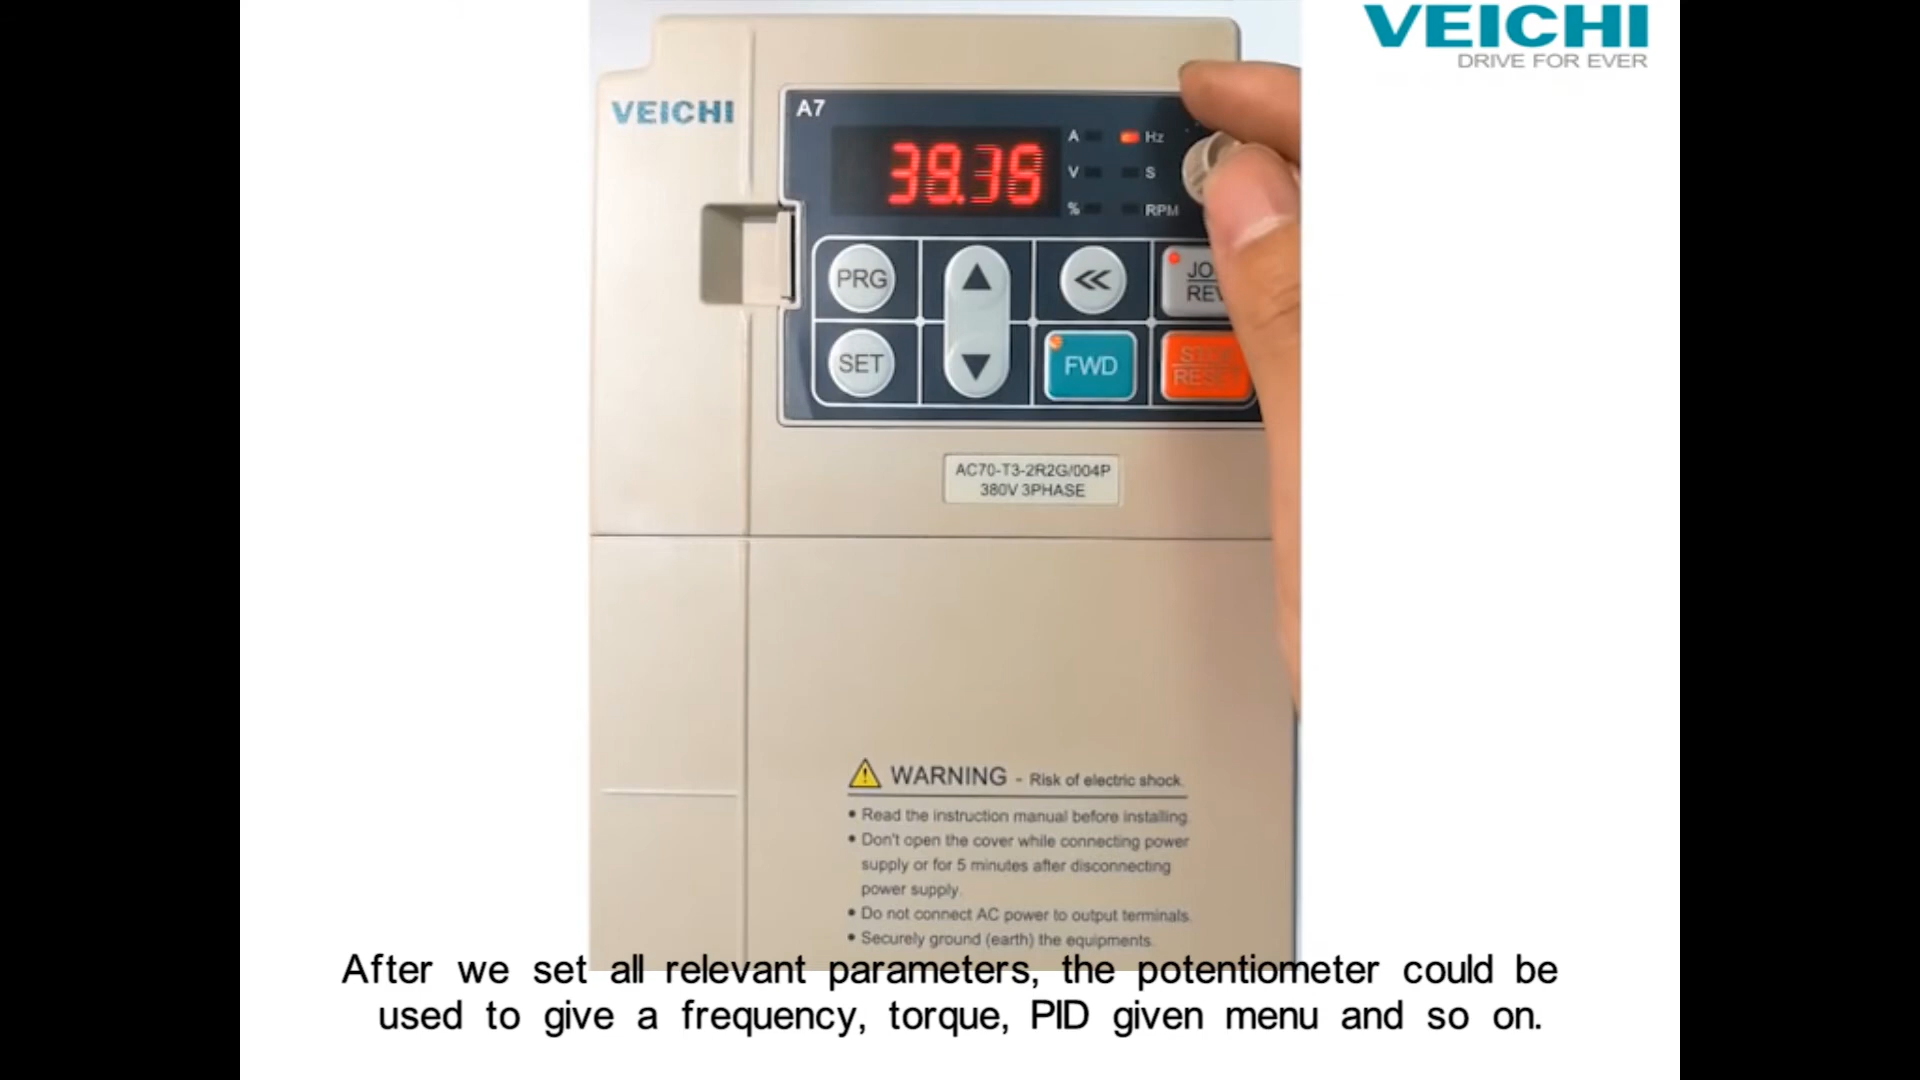 VEICHI
DRIVE FOR EVER
VEICHI
A7
A
Hz
V
S
%
RPM
PRG
SET
FWD
AC70-T3-2R2G/004P
380V 3PHASE
WARNING - Risk of electric shock.
• Read the instruction manual before installing
• Don't open the cover while connecting power
supply or for 5 minutes after disconnecting
power supply.
• Do not connect AC power to output terminals.
• Securely ground (earth) the equipments.
After we set all relevant parameters, the potentiometer could be
used to give a frequency, torque, PID given menu and so on.